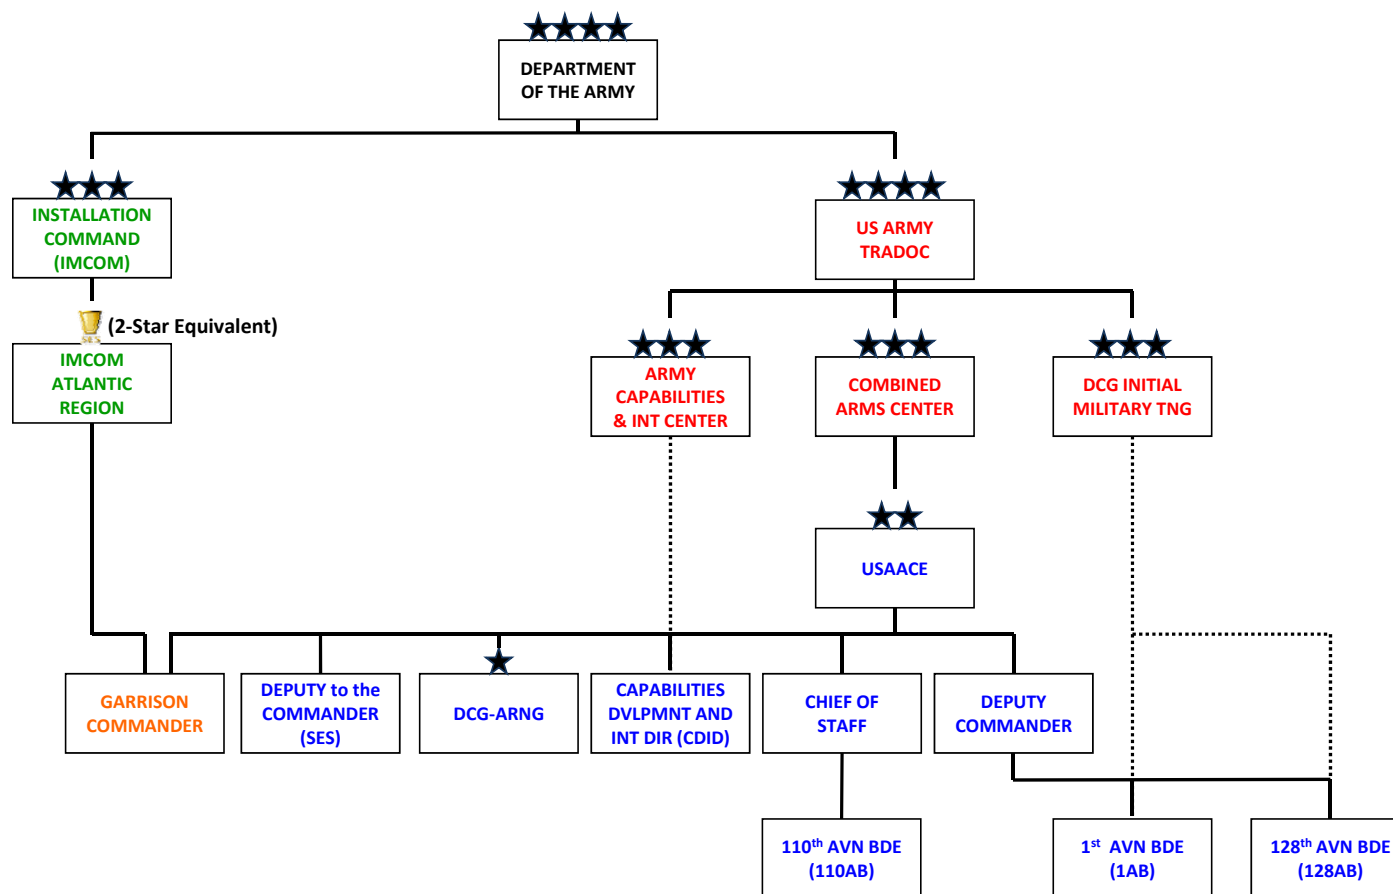 DEPARTMENT
OF THE ARMY
INSTALLATION
COMMAND
(IMCOM)
US ARMY
TRADOC
(2-Star Equivalent)
SES
IMCOM
ATLANTIC
REGION
ARMY
CAPABILITIES
& INT CENTER
COMBINED
ARMS CENTER
DCG INITIAL
MILITARY TNG
USAACE
GARRISON
COMMANDER
DEPUTY to the
COMMANDER
(SES)
DCG-ARNG
CAPABILITIES
DVLPMNT AND
INT DIR (CDID)
CHIEF OF
STAFF
DEPUTY
COMMANDER
110th AVN BDE
(110AB)
1st AVN BDE
(1AB)
128th AVN BDE
(128AB)